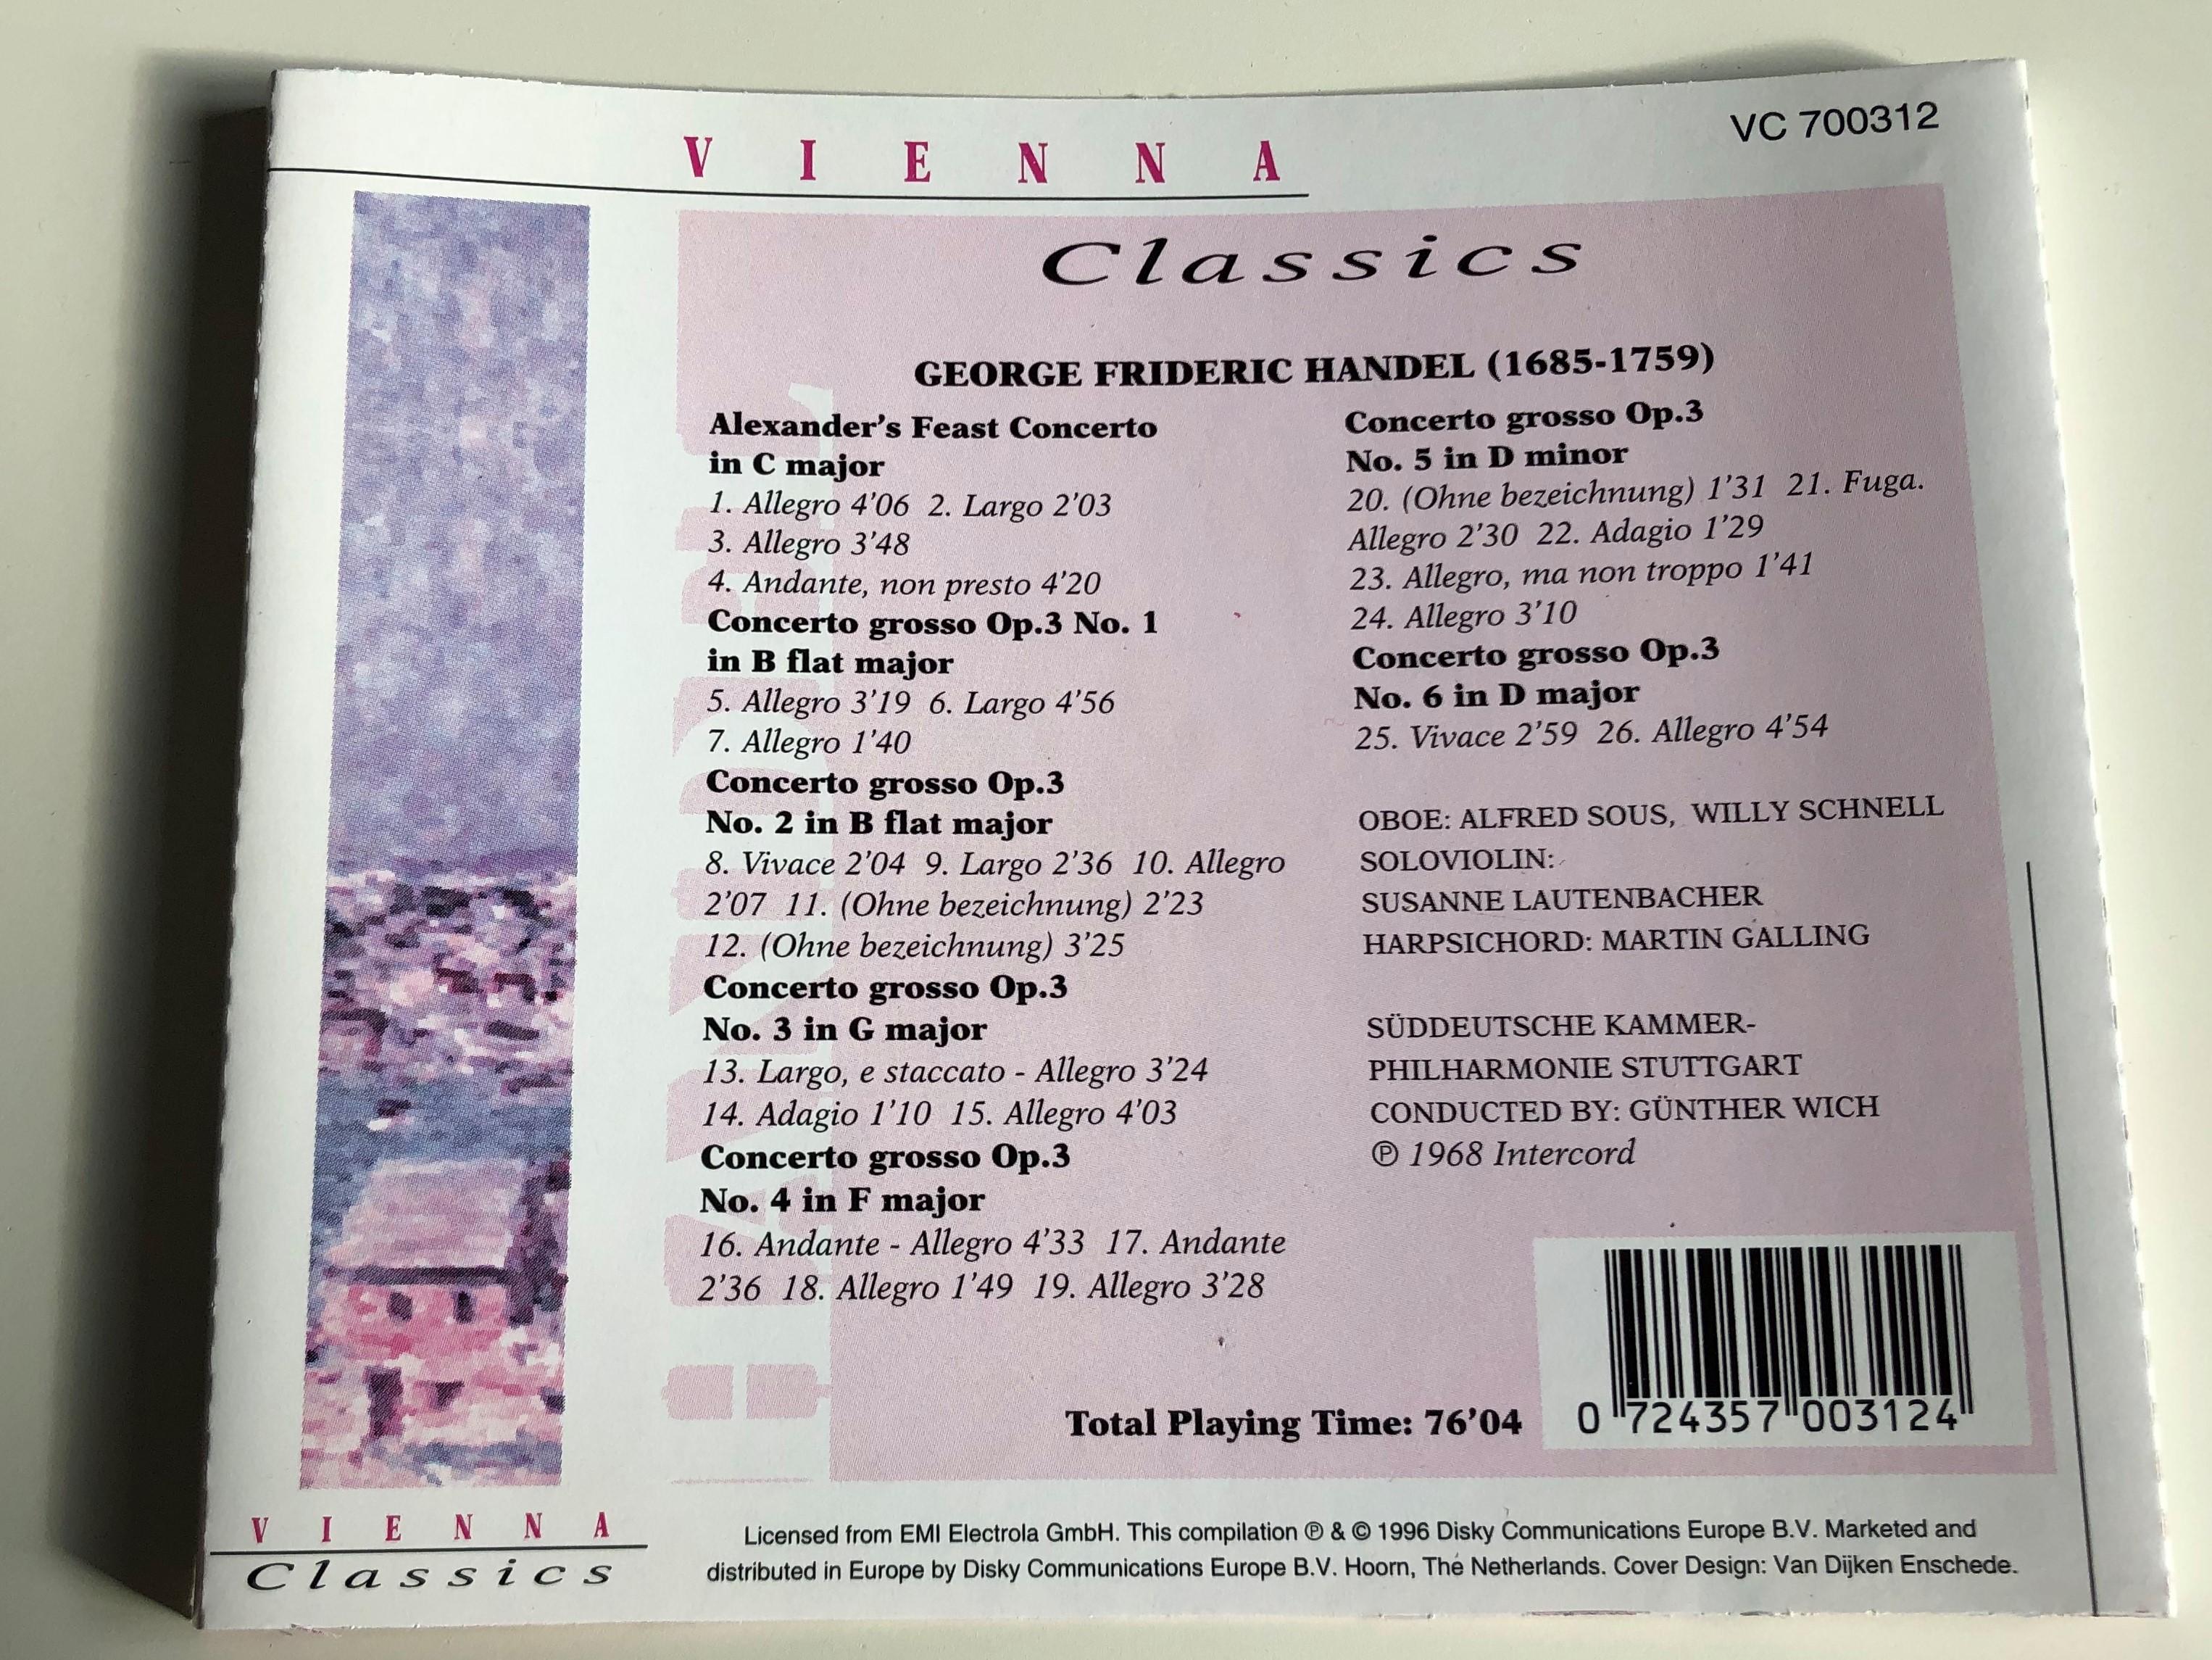 VC 700312
VIENNA
Classics
GEORGE FRIDERIC HANDEL (1685-1759)
Alexander's Feast Concerto
in C major
1. Allegro 4'06 2. Largo 2'03
3. Allegro 3'48
4. Andante, non presto 4'20
Concerto grosso Op.3 No. 1
in B flat major
5. Allegro 3'19 6. Largo 4'56
7. Allegro 1'40
Concerto grosso Op.3
No. 2 in B flat major
8. Vivace 2'04 9. Largo 2'36 10. Allegro
2'07 11. (Ohne bezeichnung) 2'23
12. (Ohne bezeichnung) 3'25
Concerto grosso Op.3
No. 3 in G major
13. Largo, e staccato - Allegro 3'24
14. Adagio 1'10 15. Allegro 4'03
Concerto grosso Op.3
No. 4 in F major
16. Andante - Allegro 4'33 17. Andante
2'36 18. Allegro 1'49 19. Allegro 3'28
Concerto grosso Op.3
No. 5 in D minor
20. (Ohne bezeichnung) 1'31 21. Fuga.
Allegro 2'30 22. Adagio 1'29
23. Allegro, ma non troppo 1'41
24. Allegro 3'10
Concerto grosso Op.3
No. 6 in D major
25. Vivace 2'59 26. Allegro 4'54
OBOE: ALFRED SOUS, WILLY SCHNELL
SOLOVIOLIN:
SUSANNE LAUTENBACHER
HARPSICHORD: MARTIN GALLING
SÜDDEUTSCHE KAMMER-
PHILHARMONIE STUTTGART
CONDUCTED BY: GÜNTHER WICH
℗ 1968 Intercord
HANDEL
Total Playing Time: 76'04
0 724357 003124
VIENNA
Classics
Licensed from EMI Electrola GmbH. This compilation ℗ & © 1996 Disky Communications Europe B.V. Marketed and
distributed in Europe by Disky Communications Europe B.V. Hoorn, The Netherlands. Cover Design: Van Dijken Enschede.